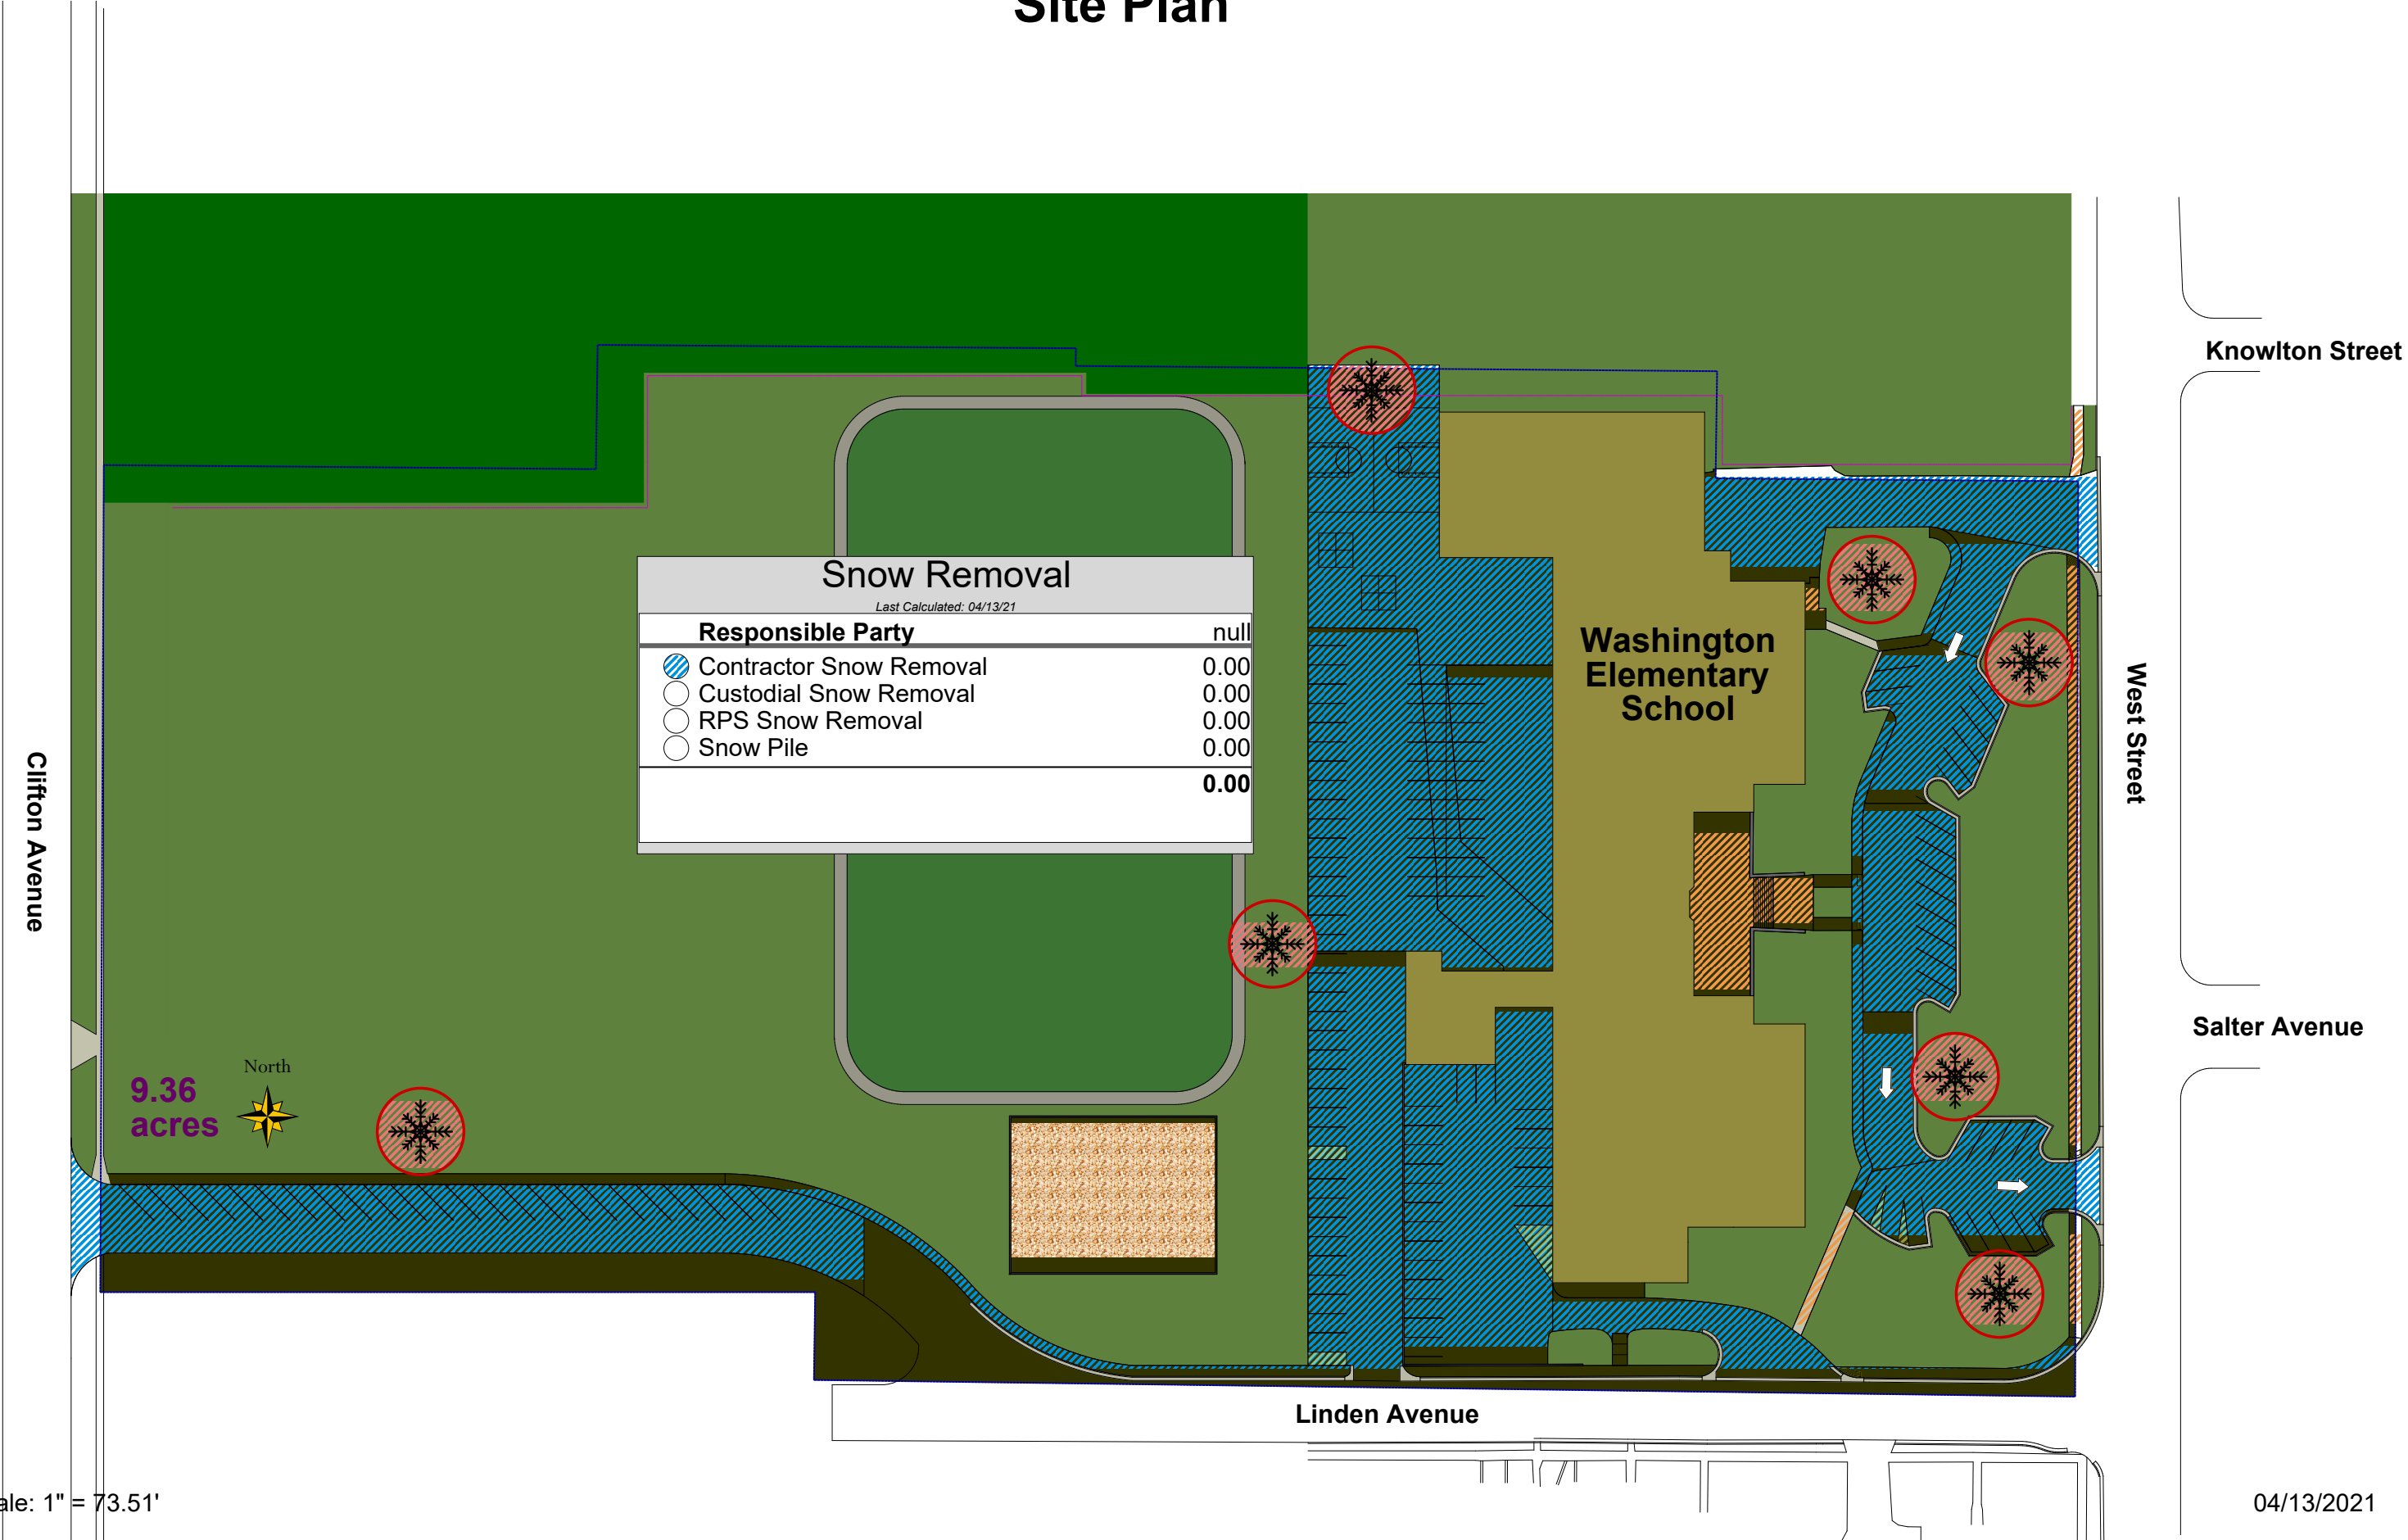 Site Plan
Knowlton Street
Snow Removal
Last Calculated: 04/13/21
Responsible Party null
Contractor Snow Removal 0.00
Custodial Snow Removal 0.00
RPS Snow Removal 0.00
Snow Pile 0.00
0.00
Washington
Elementary
School
West Street
Clifton Avenue
Salter Avenue
North
9.36
acres
Linden Avenue
ale: 1" = 73.51'
04/13/2021